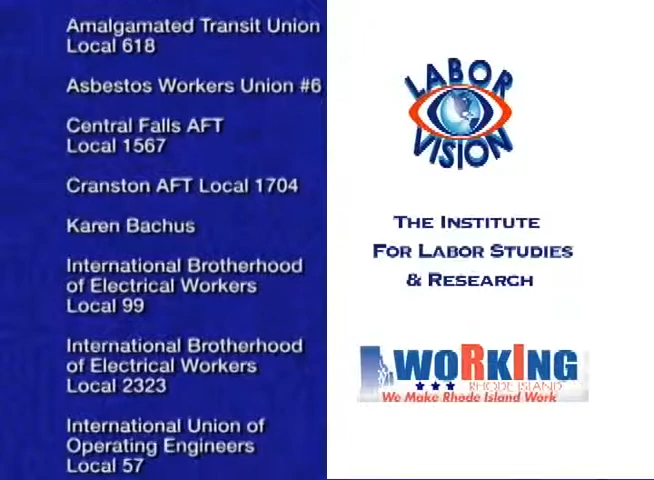 Amalgamated Transit Union
Local 618
Asbestos Workers Union #6
Central Falls AFT
Local 1567
Cranston AFT Local 1704
Karen Bachus
International Brotherhood
of Electrical Workers
Local 99
International Brotherhood
of Electrical Workers
Local 2323
International Union of
Operating Engineers
Local 57
LABOR
VISION
THE INSTITUTE
FOR LABOR STUDIES
& RESEARCH
WORKING
RHODE ISLAND
We Make Rhode Island Work